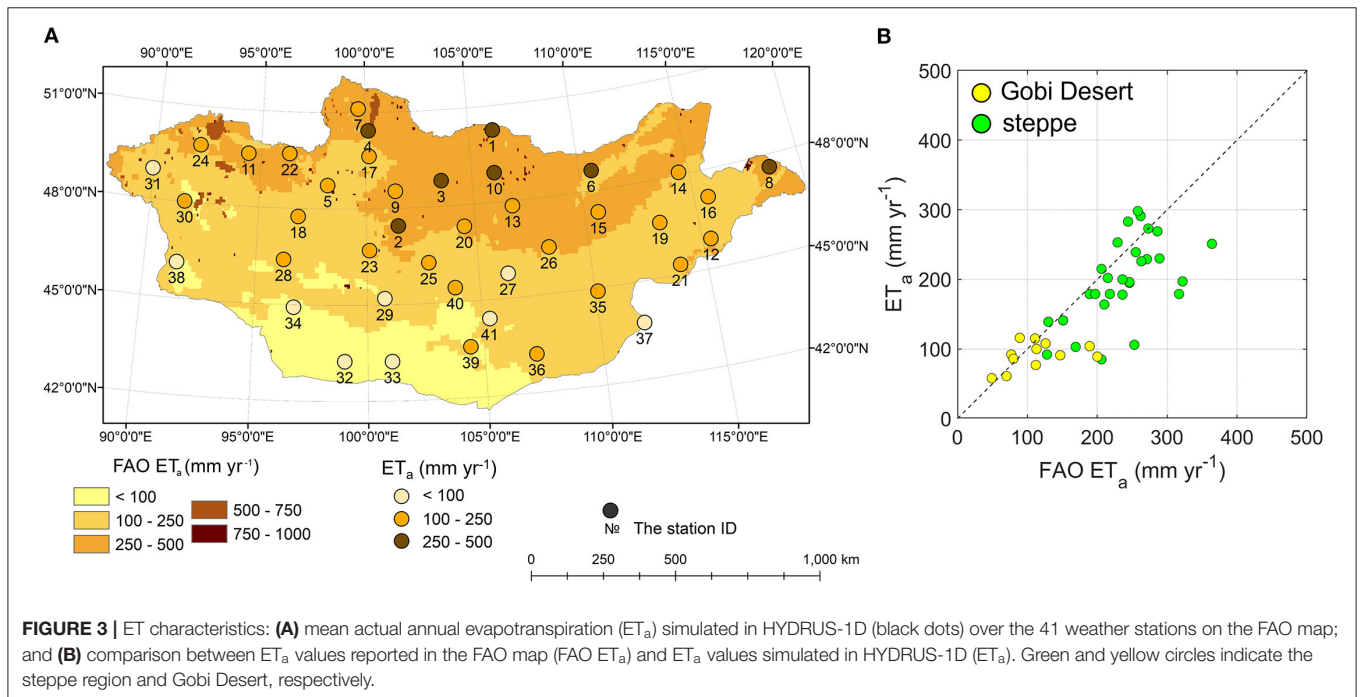 A
90°0'0"E 95°0'0"E 100°0'0"E 105°0'0"E 110°0'0"E 115°0'0"E 120°0'0"E
51°0'0"N
48°0'0"N
45°0'0"N
42°0'0"N
48°0'0"N
45°0'0"N
42°0'0"N
7
4
1
24
11
22
17
31
5
3
10
6
14
8
30
9
16
18
2
20
13
15
19
12
38
28
23
25
26
21
27
34
29
40
35
41
37
32
33
39
36
90°0'0"E 95°0'0"E 100°0'0"E 105°0'0"E 110°0'0"E 115°0'0"E
FAO ETa (mm yr-1)
< 100
100 - 250
250 - 500
500 - 750
750 - 1000
ETa (mm yr-1)
< 100
100 - 250
250 - 500
№ The station ID
0 250 500 1,000 km
B
Gobi Desert
steppe
500
400
300
200
100
0
ETa (mm yr-1)
0 100 200 300 400 500
FAO ETa (mm yr-1)
FIGURE 3 | ET characteristics: (A) mean actual annual evapotranspiration (ETa) simulated in HYDRUS-1D (black dots) over the 41 weather stations on the FAO map;
and (B) comparison between ETa values reported in the FAO map (FAO ETa) and ETa values simulated in HYDRUS-1D (ETa). Green and yellow circles indicate the
steppe region and Gobi Desert, respectively.